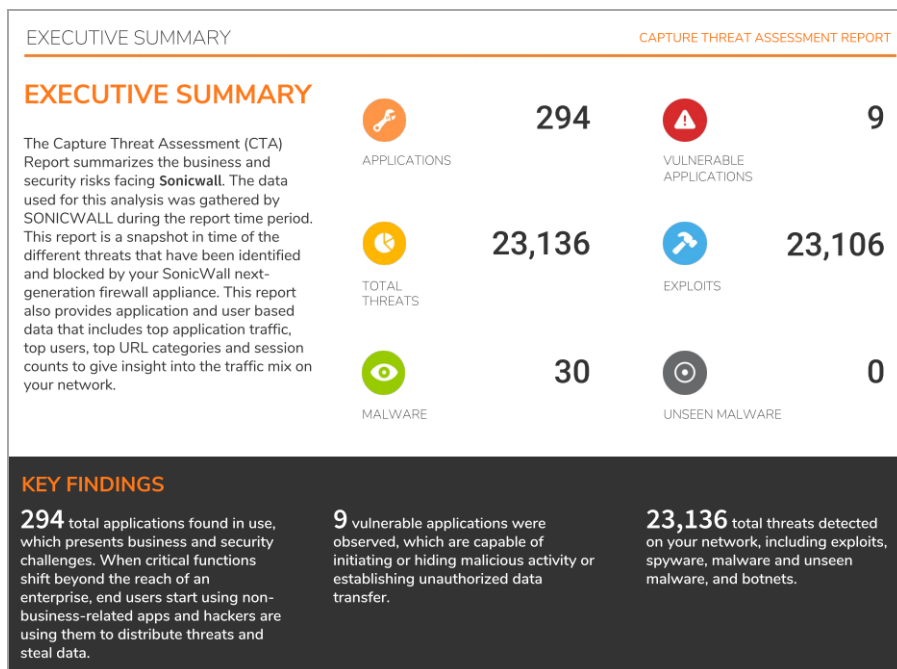 EXECUTIVE SUMMARY
CAPTURE THREAT ASSESSMENT REPORT
EXECUTIVE SUMMARY
The Capture Threat Assessment (CTA)
Report summarizes the business and
security risks facing Sonicwall. The data
used for this analysis was gathered by
SONICWALL during the report time period.
This report is a snapshot in time of the
different threats that have been identified
and blocked by your SonicWall next-
generation firewall appliance. This report
also provides application and user based
data that includes top application traffic,
top users, top URL categories and session
counts to give insight into the traffic mix on
your network.
294
APPLICATIONS
9
VULNERABLE
APPLICATIONS
23,136
TOTAL
THREATS
23,106
EXPLOITS
30
MALWARE
0
UNSEEN MALWARE
KEY FINDINGS
294 total applications found in use,
which presents business and security
challenges. When critical functions
shift beyond the reach of an
enterprise, end users start using non-
business-related apps and hackers are
using them to distribute threats and
steal data.
9 vulnerable applications were
observed, which are capable of
initiating or hiding malicious activity or
establishing unauthorized data
transfer.
23,136 total threats detected
on your network, including exploits,
spyware, malware and unseen
malware, and botnets.